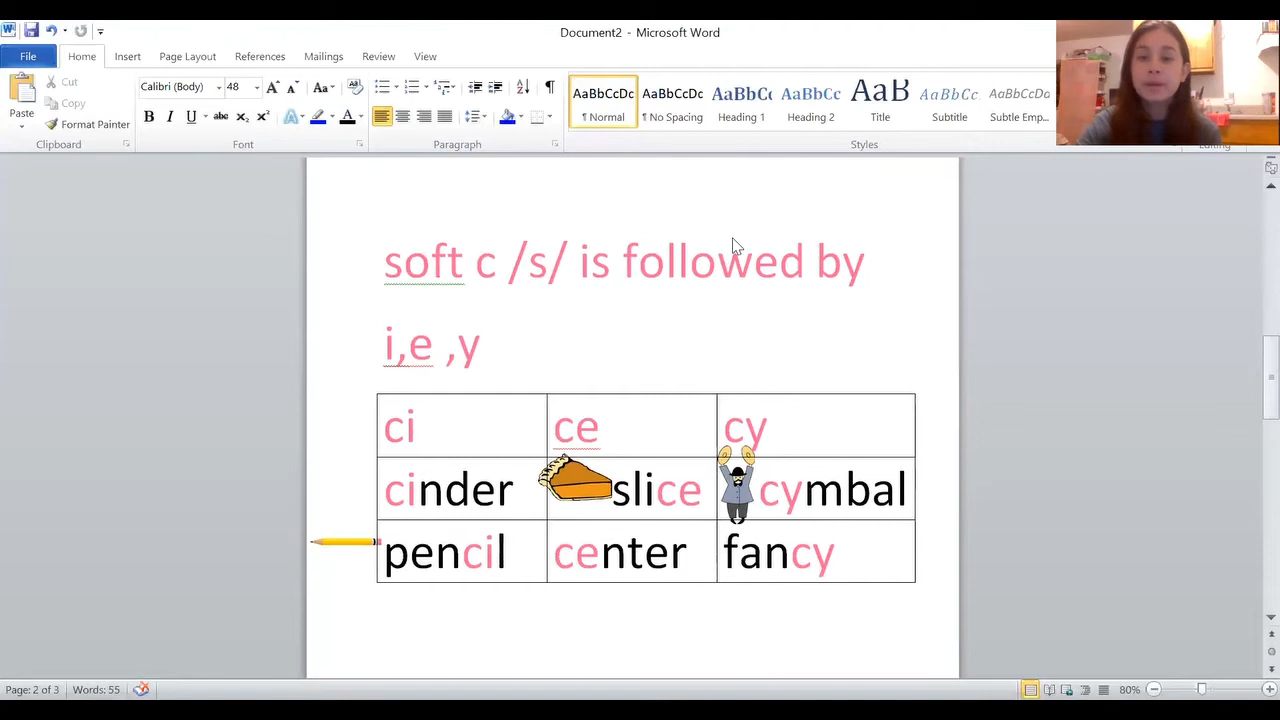 Document2 - Microsoft Word
File Home Insert Page Layout References Mailings Review View
Cut
Copy
Format Painter
Paste
Clipboard
Calibri (Body) 48
Font
Paragraph
AaBbCcDc AaBbCcDc AaBbC AaBbCc AaB AaBbCc. AaBbCcDc
¶ Normal ¶ No Spacing Heading 1 Heading 2 Title Subtitle Subtle Emp...
Styles
Editing
soft c /s/ is followed by
i,e ,y
ci ce cy
cinder slice cymbal
pencil center fancy
Page: 2 of 3 Words: 55 80%